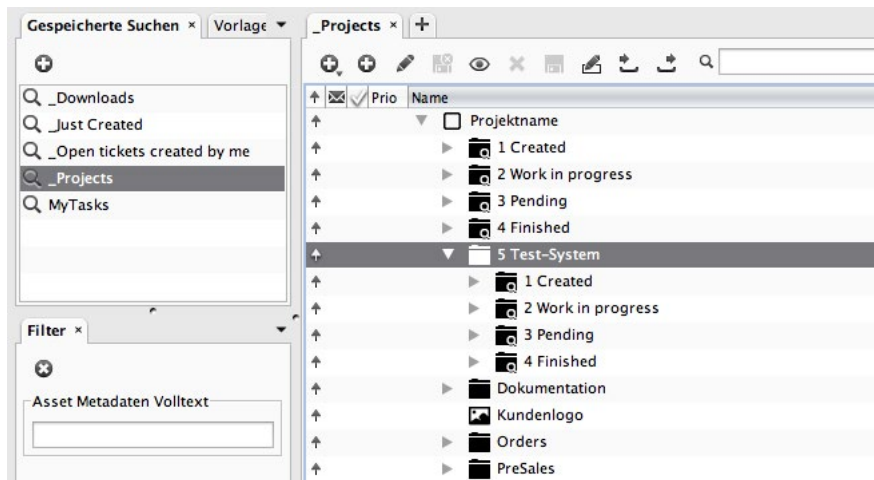 Gespeicherte Suchen × Vorlage
_Downloads
_Just Created
_Open tickets created by me
_Projects
MyTasks
Filter ×
Asset Metadaten Volltext
_Projects ×
Prio Name
Projektname
1 Created
2 Work in progress
3 Pending
4 Finished
5 Test-System
1 Created
2 Work in progress
3 Pending
4 Finished
Dokumentation
Kundenlogo
Orders
PreSales